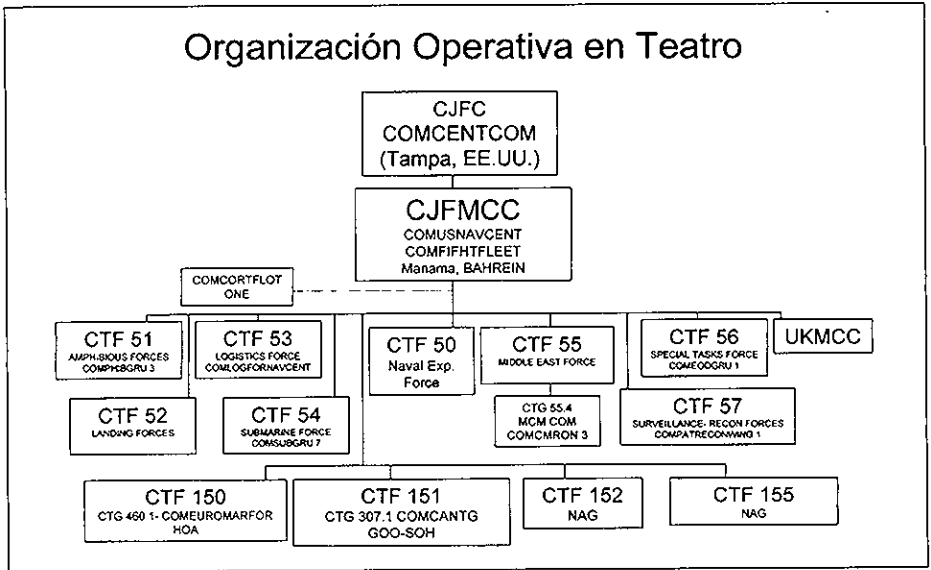 Organización Operativa en Teatro
CJFC
COMCENTCOM
(Tampa, EE.UU.)
CJFMCC
COMUSNAVCENT
COMFIFHTFLEET
Manama, BAHREIN
COMCORTFLOT
ONE
CTF 51
AMPHIBIOUS FORCES
COMPHIBGRU 3
CTF 53
LOGISTICS FORCE
COMLOGFORNAVCENT
CTF 50
Naval Exp.
Force
CTF 55
MIDDLE EAST FORCE
CTF 56
SPECIAL TASKS FORCE
COMEODGRU 1
UKMCC
CTF 52
LANDING FORCES
CTF 54
SUBMARINE FORCE
COMSUBGRU 7
CTG 55.4
MCM COM
COMCMRON 3
CTF 57
SURVEILLANCE- RECON FORCES
COMPATRECONWNG 1
CTF 150
CTG 460 1- COMEUROMARFOR
HOA
CTF 151
CTG 307.1 COMCANTG
GOO-SOH
CTF 152
NAG
CTF 155
NAG